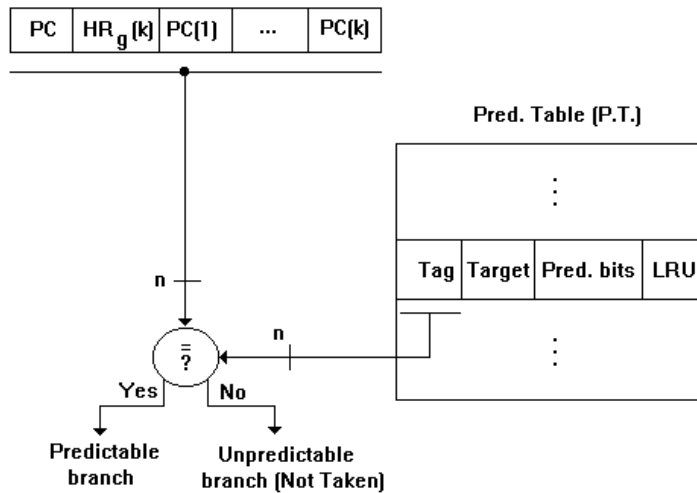 PC HRg(k) PC(1) ... PC(k)
Pred. Table (P.T.)
Tag Target Pred. bits LRU
n
n
=
?
Yes No
Predictable
branch
Unpredictable
branch (Not Taken)